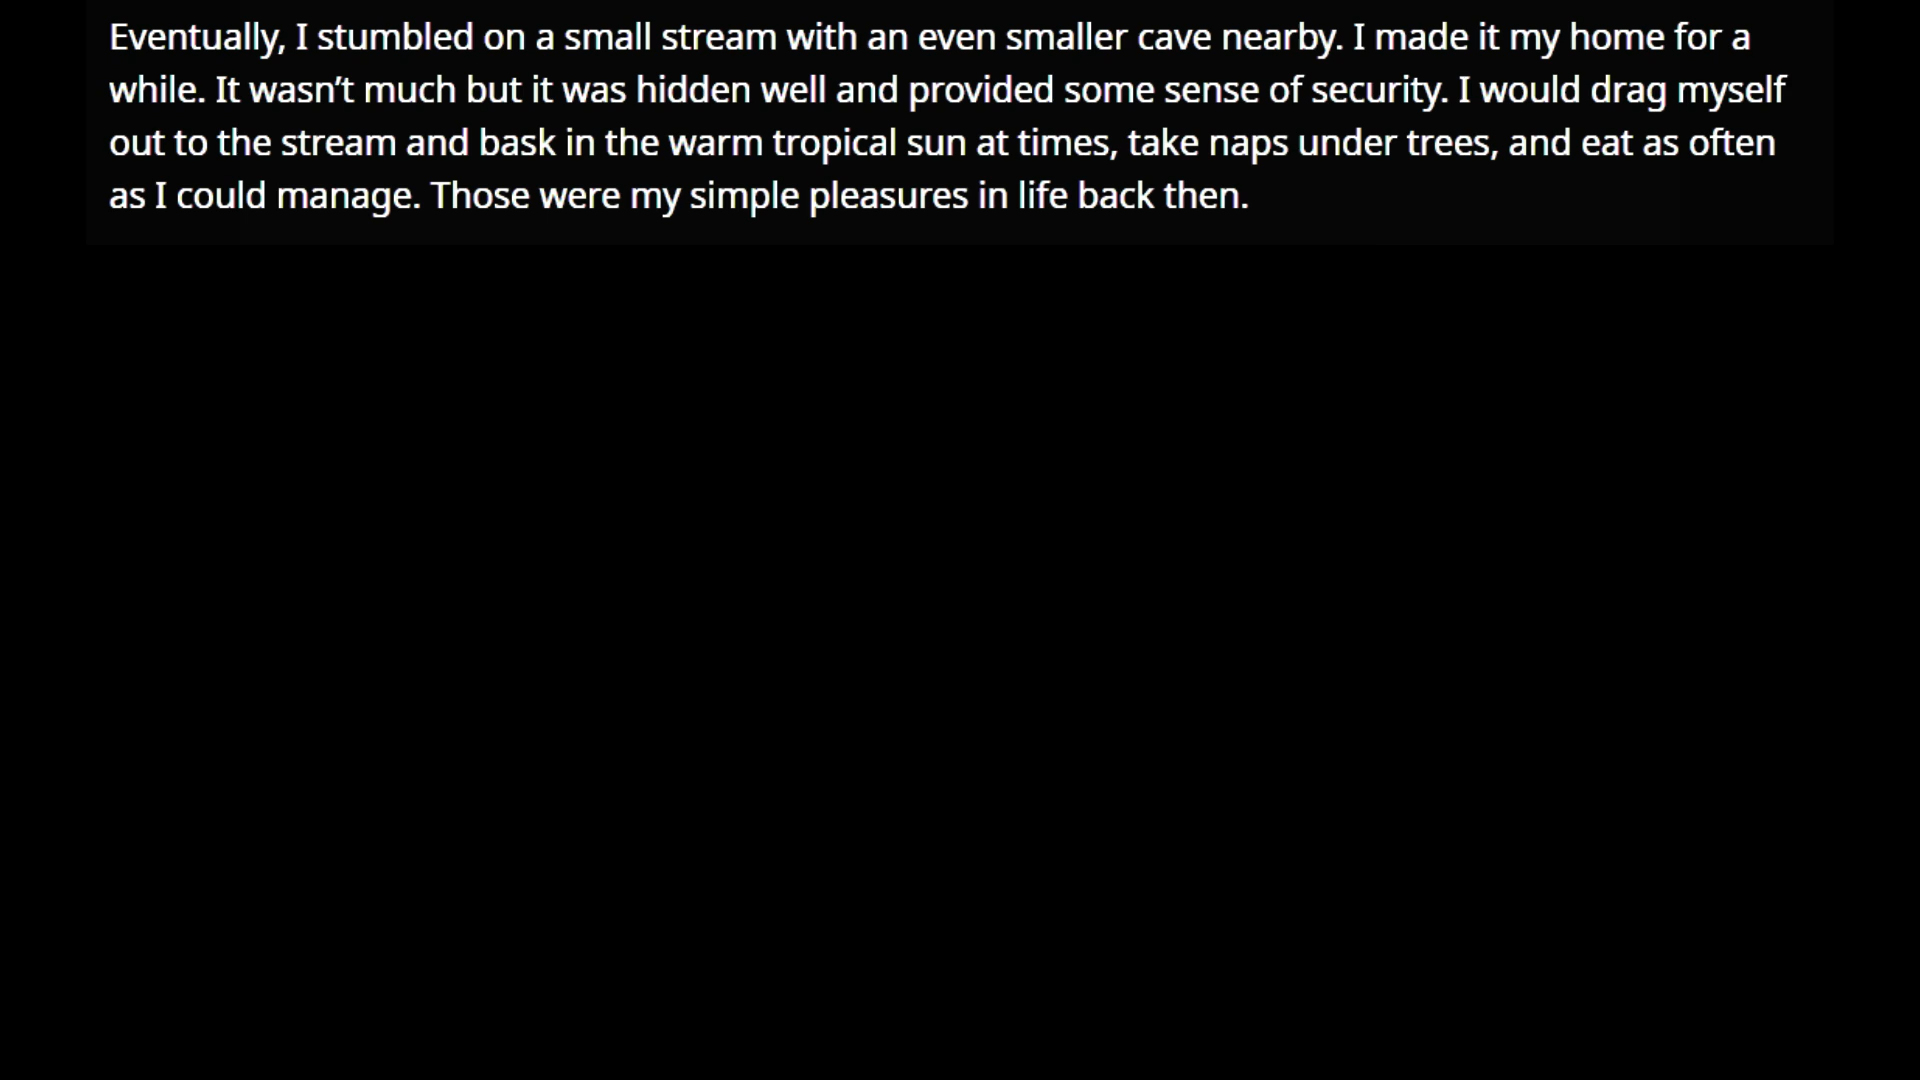 Eventually, I stumbled on a small stream with an even smaller cave nearby. I made it my home for a
while. It wasn’t much but it was hidden well and provided some sense of security. I would drag myself
out to the stream and bask in the warm tropical sun at times, take naps under trees, and eat as often
as I could manage. Those were my simple pleasures in life back then.